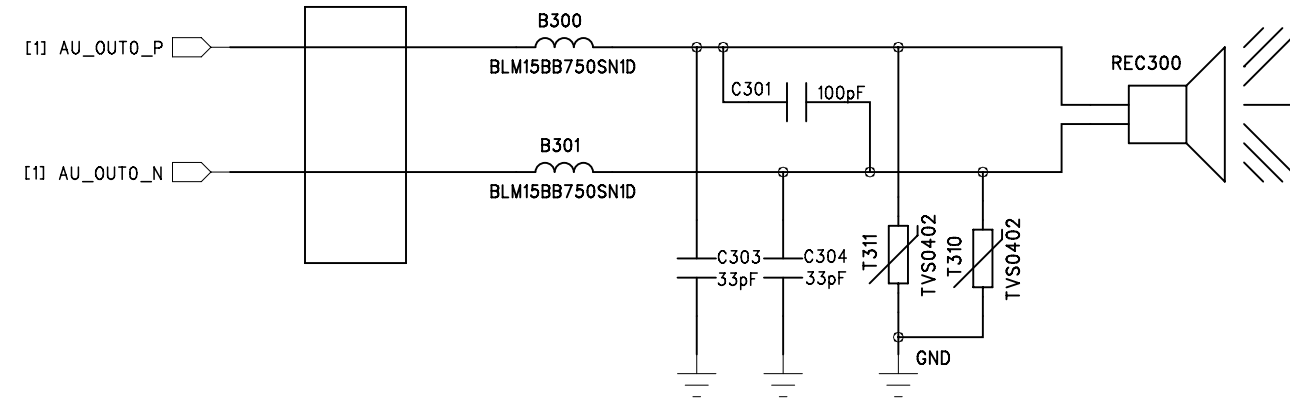 B300
[1] AU_OUT0_P
BLM15BB750SN1D
REC300
C301
100pF
B301
[1] AU_OUT0_N
BLM15BB750SN1D
C303
33pF
C304
33pF
T311
TVS0402
T310
TVS0402
GND